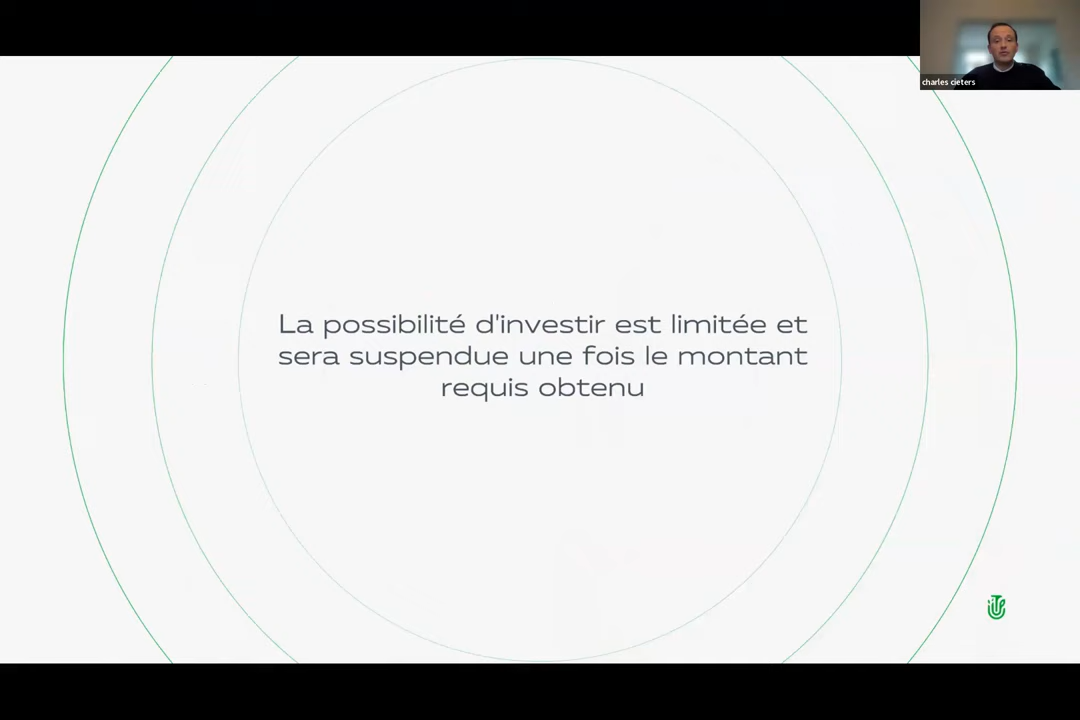 charles cieters
La possibilité d'investir est limitée et
sera suspendue une fois le montant
requis obtenu